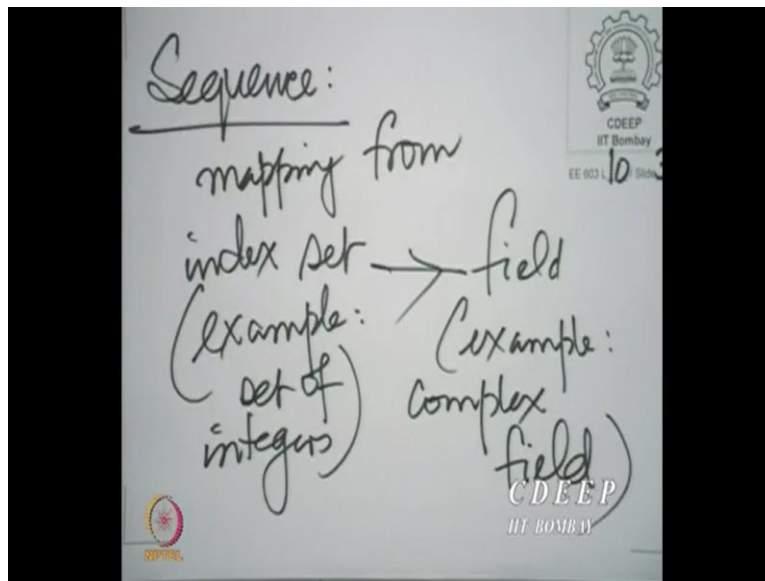 Sequence:
CDEEP
IIT Bombay
EE 603 L 10 / Slide 3
mapping from
index set → field
(example: (example:
set of complex
integers) field)
CDEEP
IIT BOMBAY
NPTEL